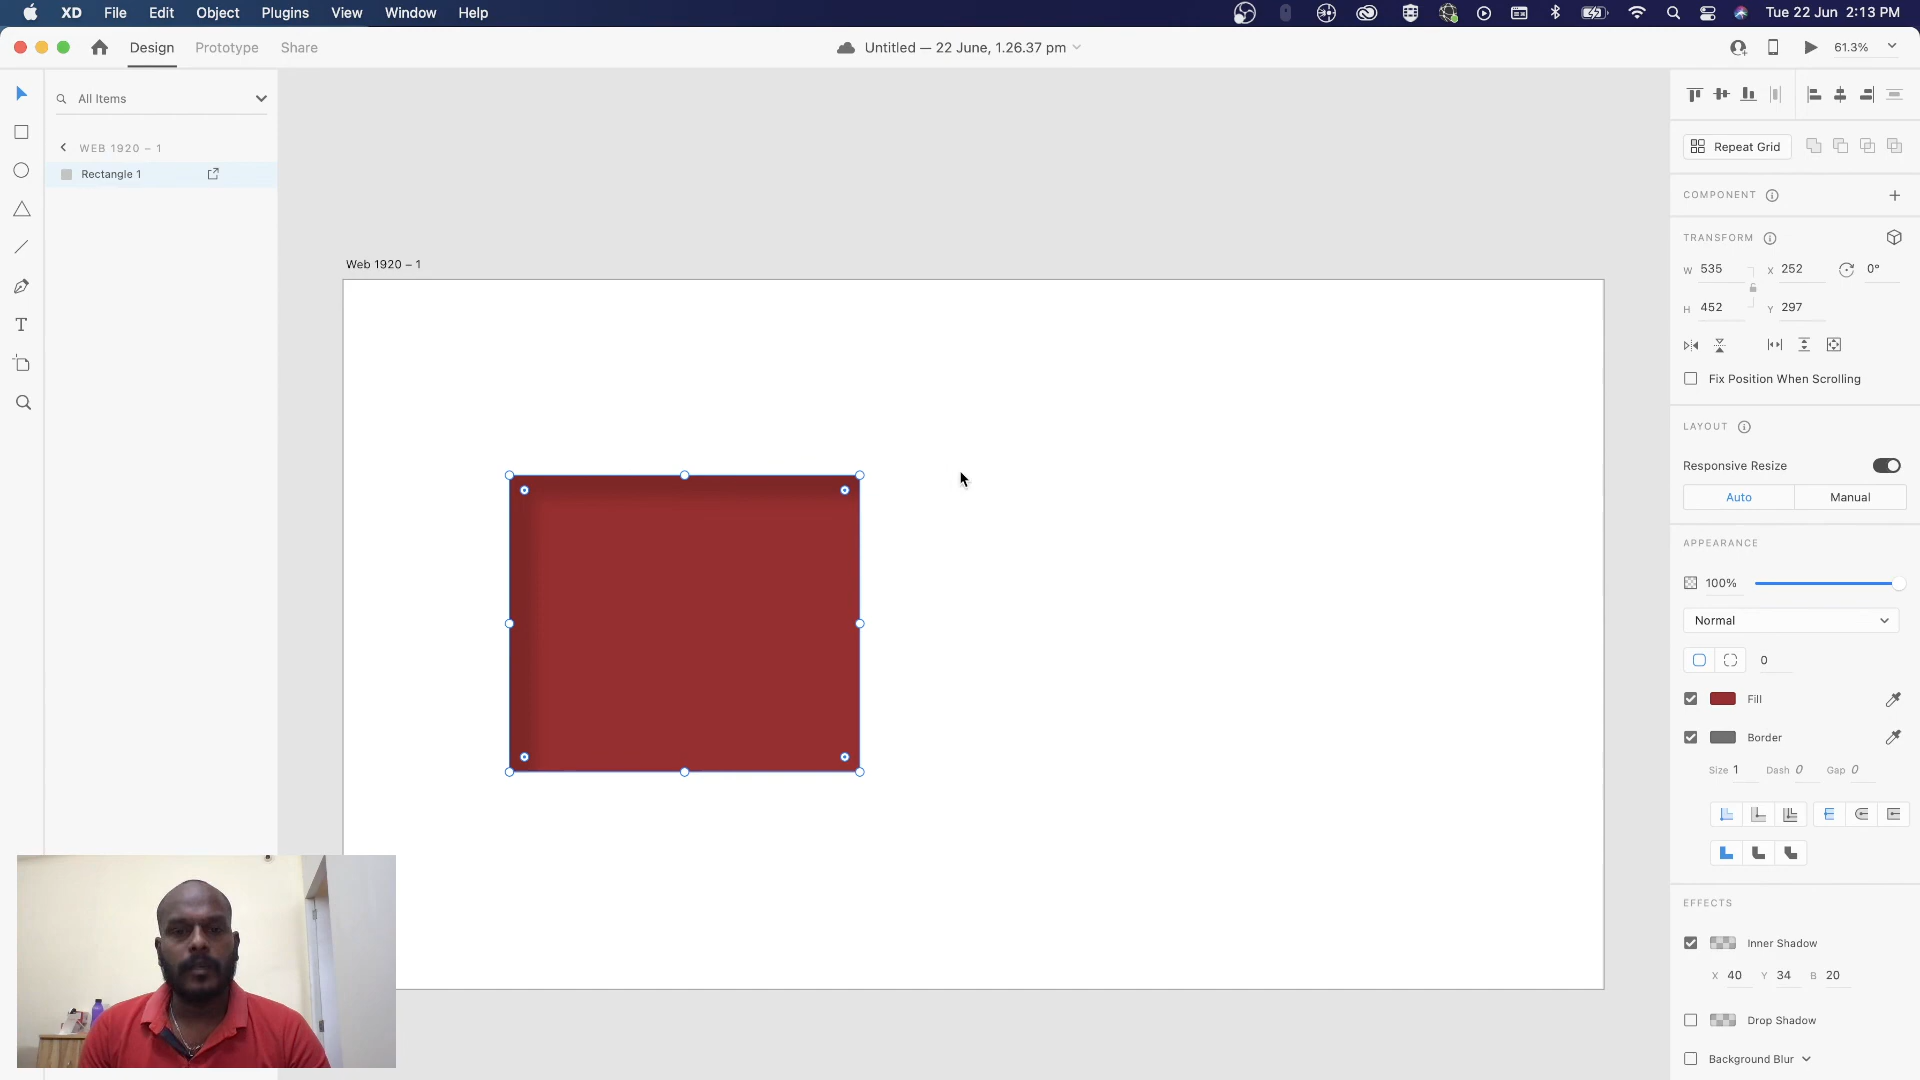 XD File Edit Object Plugins View Window Help Tue 22 Jun 2:13 PM
Design Prototype Share Untitled — 22 June, 1.26.37 pm 61.3%
All Items
WEB 1920 – 1
Rectangle 1
Web 1920 – 1
Repeat Grid
COMPONENT
TRANSFORM
W 535 X 252 0°
H 452 Y 297
Fix Position When Scrolling
LAYOUT
Responsive Resize
Auto Manual
APPEARANCE
100%
Normal
0
Fill
Border
Size 1 Dash 0 Gap 0
EFFECTS
Inner Shadow
X 40 Y 34 B 20
Drop Shadow
Background Blur